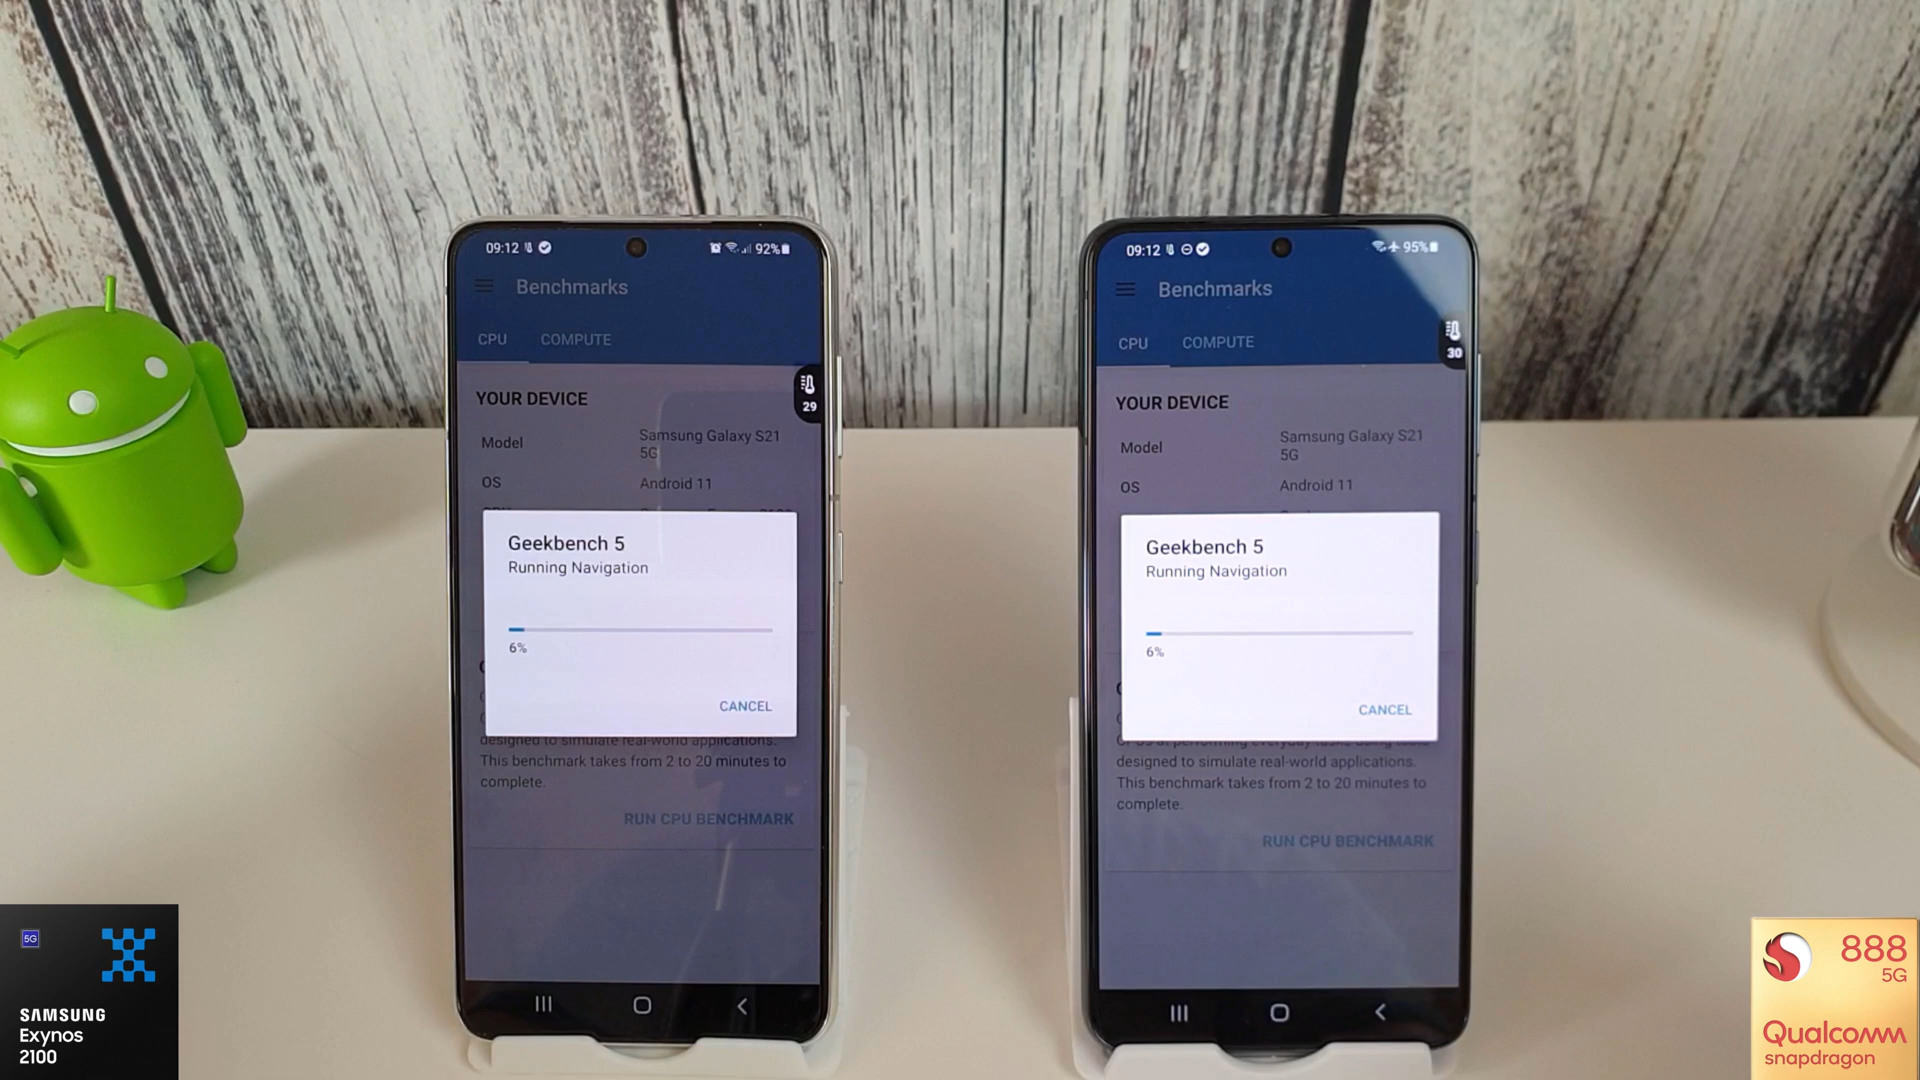 09:12
92%
Benchmarks
CPU
COMPUTE
29
YOUR DEVICE
Model
Samsung Galaxy S21
5G
OS
Android 11
Geekbench 5
Running Navigation
6%
CANCEL
designed to simulate real-world applications.
This benchmark takes from 2 to 20 minutes to
complete.
RUN CPU BENCHMARK
09:12
95%
Benchmarks
CPU
COMPUTE
30
YOUR DEVICE
Model
Samsung Galaxy S21
5G
OS
Android 11
Geekbench 5
Running Navigation
6%
CANCEL
designed to simulate real-world applications.
This benchmark takes from 2 to 20 minutes to
complete.
RUN CPU BENCHMARK
5G
SAMSUNG
Exynos
2100
888
5G
Qualcomm
snapdragon